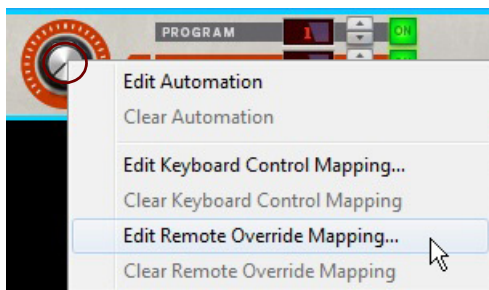 PROGRAM 1 ON
Edit Automation
Clear Automation
Edit Keyboard Control Mapping...
Clear Keyboard Control Mapping
Edit Remote Override Mapping...
Clear Remote Override Mapping